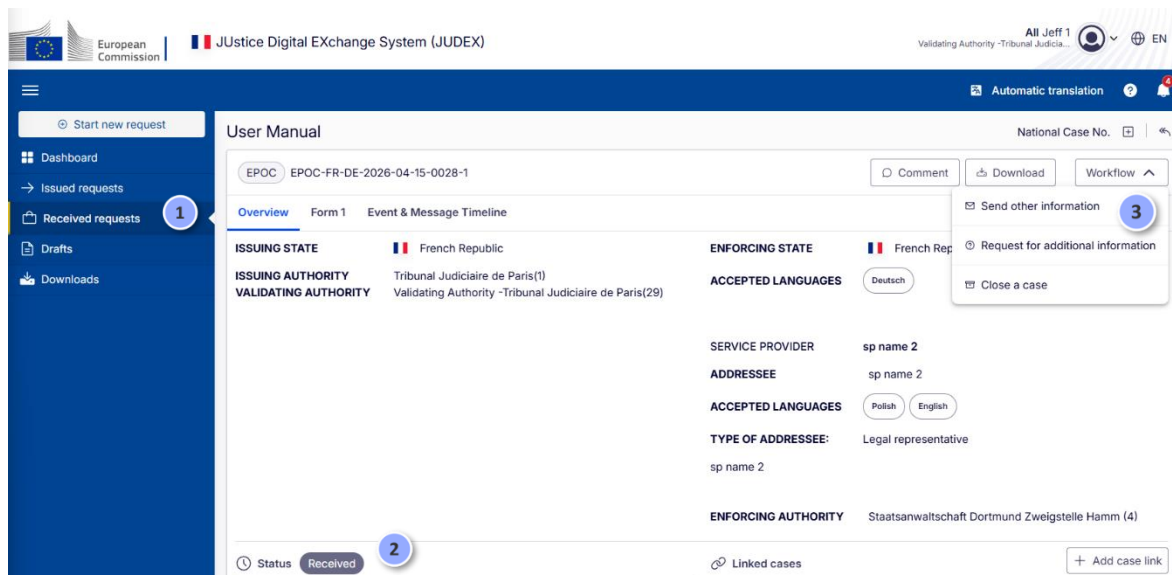 European
Commission
JUstice Digital EXchange System (JUDEX)
All Jeff 1
Validating Authority -Tribunal Judicia...
EN
Automatic translation
4
Start new request
Dashboard
Issued requests
Received requests
1
Drafts
Downloads
User Manual
National Case No.
EPOC EPOC-FR-DE-2026-04-15-0028-1
Comment
Download
Workflow
Send other information
3
Request for additional information
Close a case
Overview Form 1 Event & Message Timeline
ISSUING STATE French Republic
ISSUING AUTHORITY Tribunal Judiciaire de Paris(1)
VALIDATING AUTHORITY Validating Authority -Tribunal Judiciaire de Paris(29)
ENFORCING STATE French Rep
ACCEPTED LANGUAGES Deutsch
SERVICE PROVIDER sp name 2
ADDRESSEE sp name 2
ACCEPTED LANGUAGES Polish English
TYPE OF ADDRESSEE: Legal representative
sp name 2
ENFORCING AUTHORITY Staatsanwaltschaft Dortmund Zweigstelle Hamm (4)
Status Received
2
Linked cases
+ Add case link